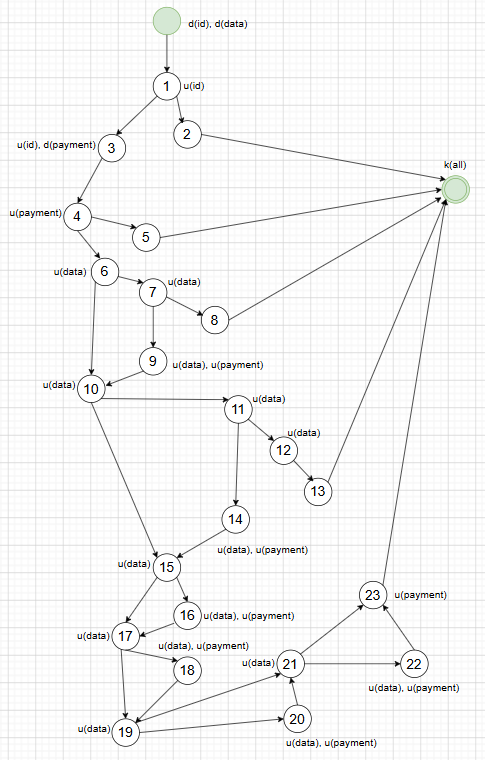 d(id), d(data)
1 u(id)
2
u(id), d(payment) 3
k(all)
u(payment) 4
5
u(data) 6
7 u(data)
8
9 u(data), u(payment)
u(data) 10
11 u(data)
12 u(data)
13
14
u(data), u(payment)
u(data) 15
23 u(payment)
16 u(data), u(payment)
u(data) 17
u(data), u(payment)
18
u(data) 21
22
u(data), u(payment)
20
u(data) 19
u(data), u(payment)